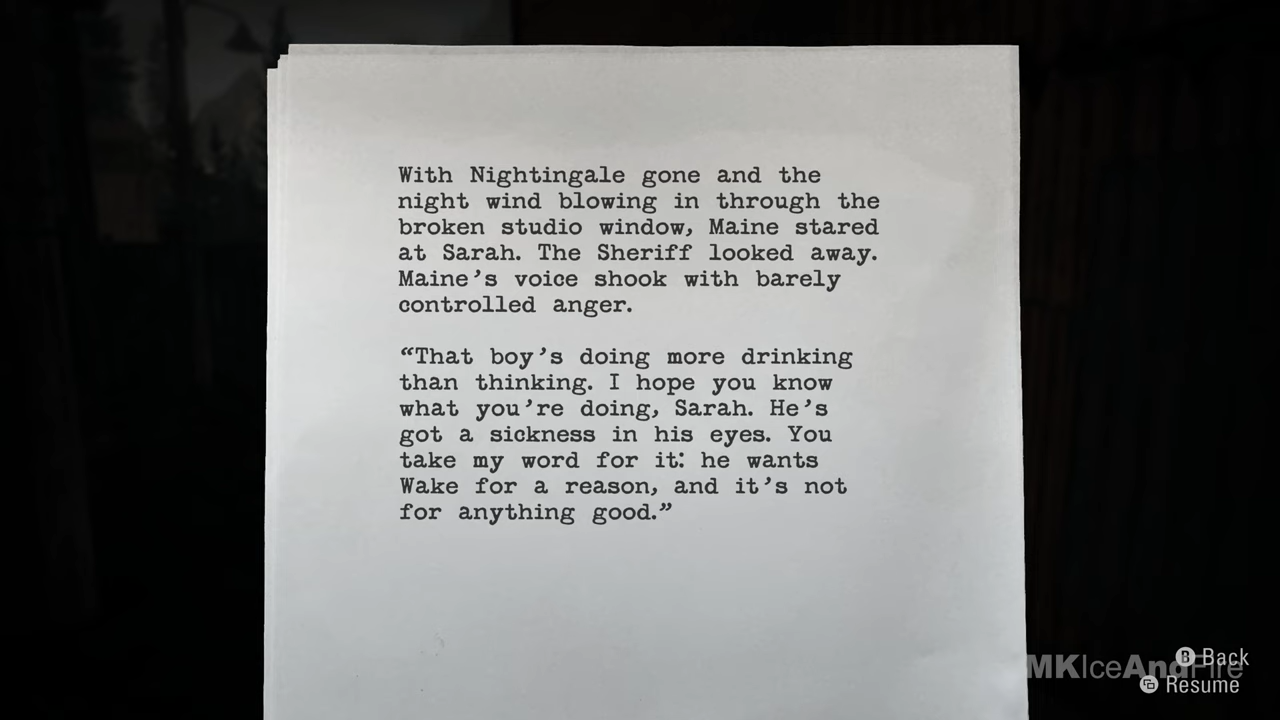 With Nightingale gone and the
night wind blowing in through the
broken studio window, Maine stared
at Sarah. The Sheriff looked away.
Maine’s voice shook with barely
controlled anger.
“That boy’s doing more drinking
than thinking. I hope you know
what you’re doing, Sarah. He’s
got a sickness in his eyes. You
take my word for it: he wants
Wake for a reason, and it’s not
for anything good.”
MKIceAndFire
B Back
Resume